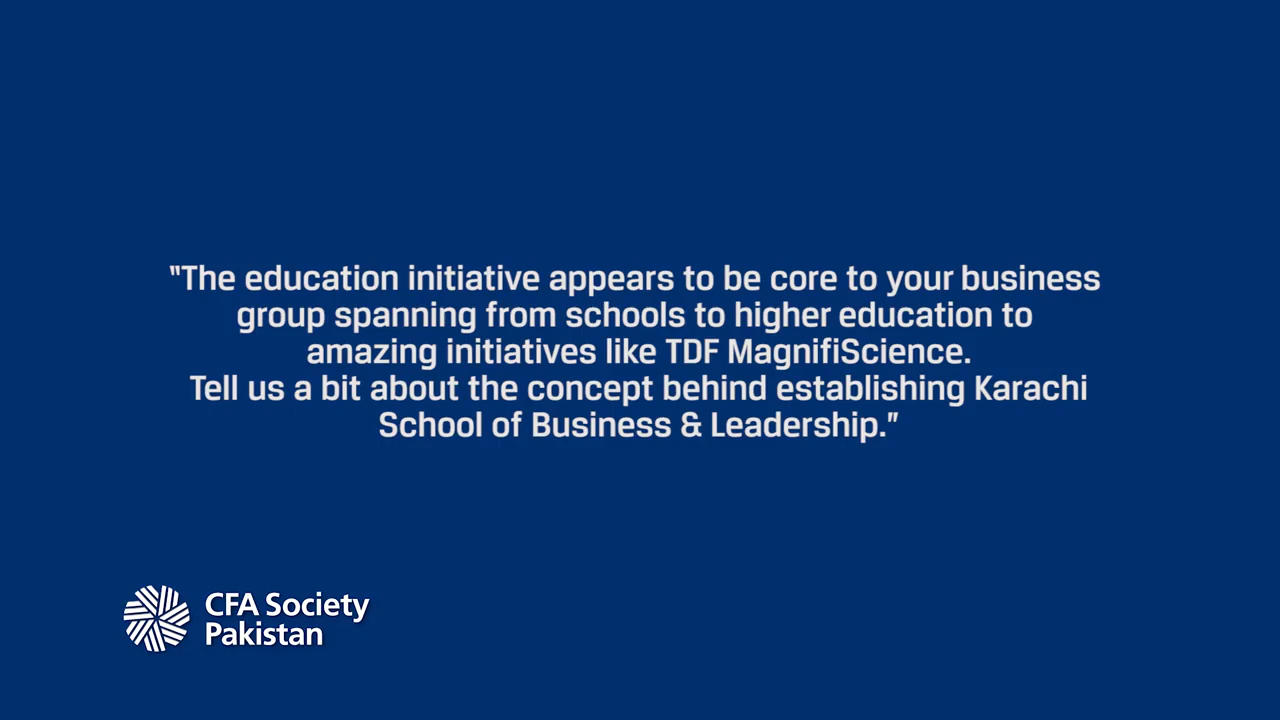 "The education initiative appears to be core to your business
group spanning from schools to higher education to
amazing initiatives like TDF MagnifiScience.
Tell us a bit about the concept behind establishing Karachi
School of Business & Leadership."
CFA Society
Pakistan